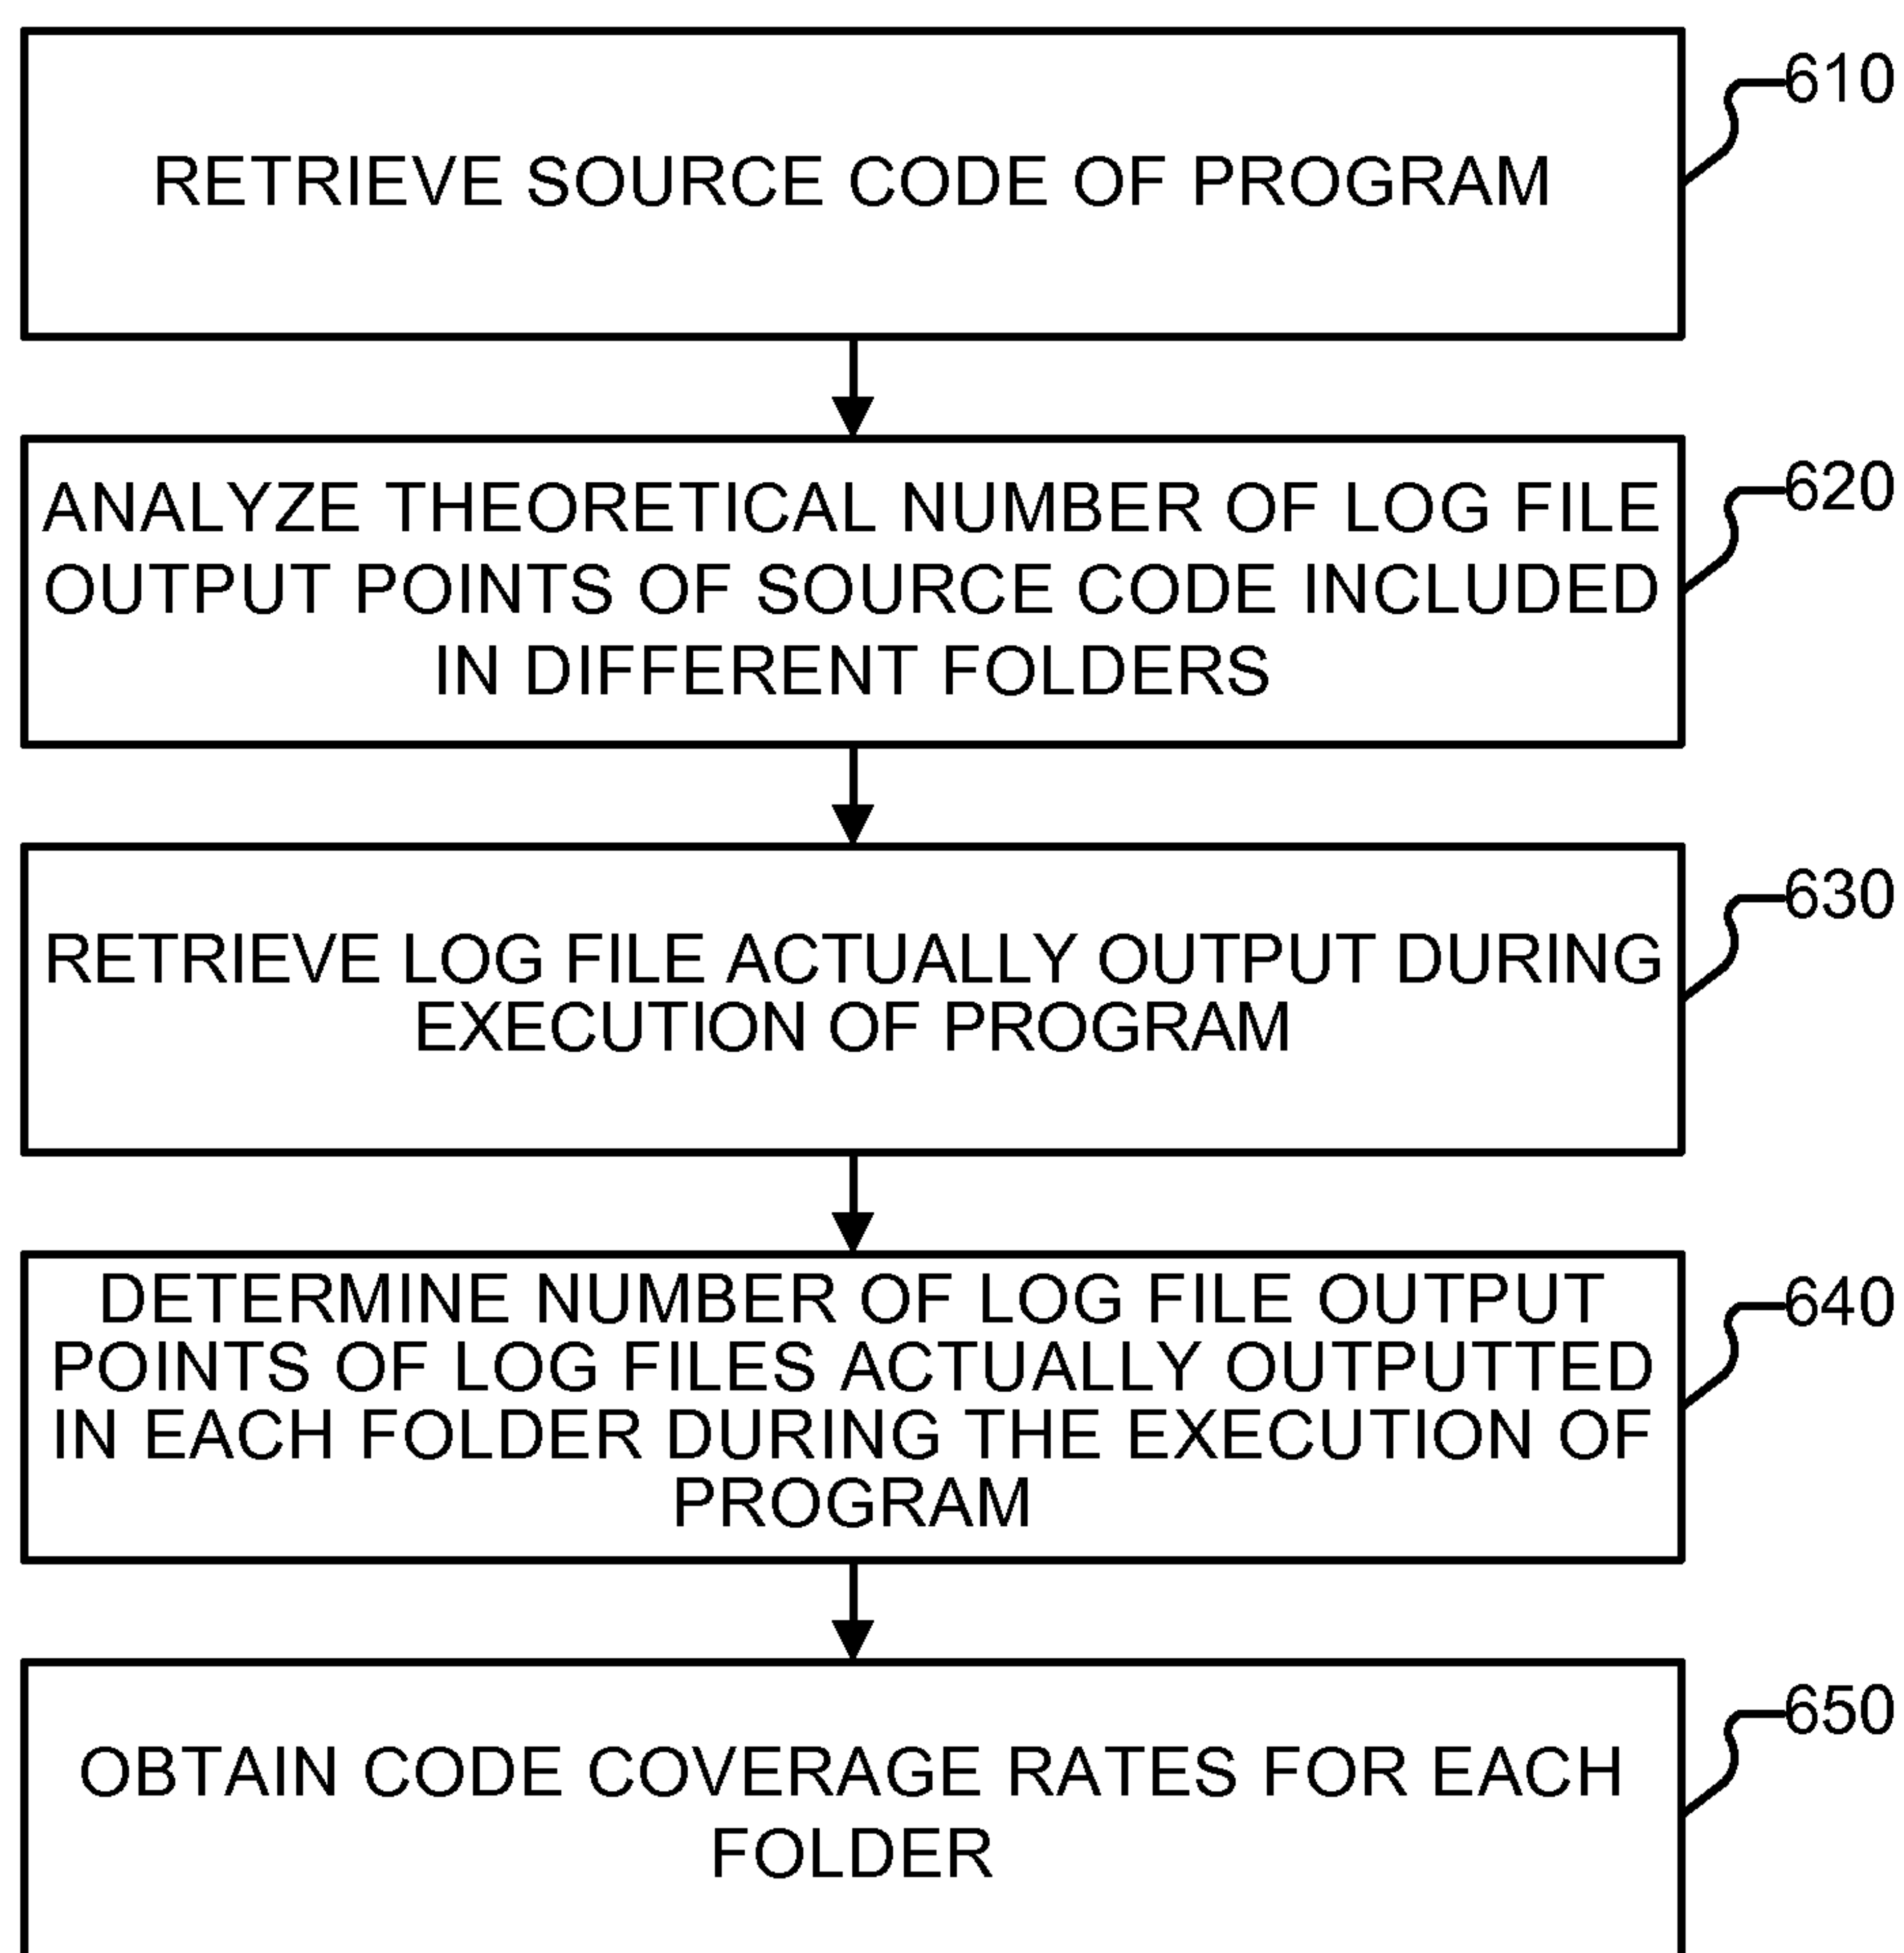 610
RETRIEVE SOURCE CODE OF PROGRAM
620
ANALYZE THEORETICAL NUMBER OF LOG FILE
OUTPUT POINTS OF SOURCE CODE INCLUDED
IN DIFFERENT FOLDERS
630
RETRIEVE LOG FILE ACTUALLY OUTPUT DURING
EXECUTION OF PROGRAM
640
DETERMINE NUMBER OF LOG FILE OUTPUT
POINTS OF LOG FILES ACTUALLY OUTPUTTED
IN EACH FOLDER DURING THE EXECUTION OF
PROGRAM
650
OBTAIN CODE COVERAGE RATES FOR EACH
FOLDER